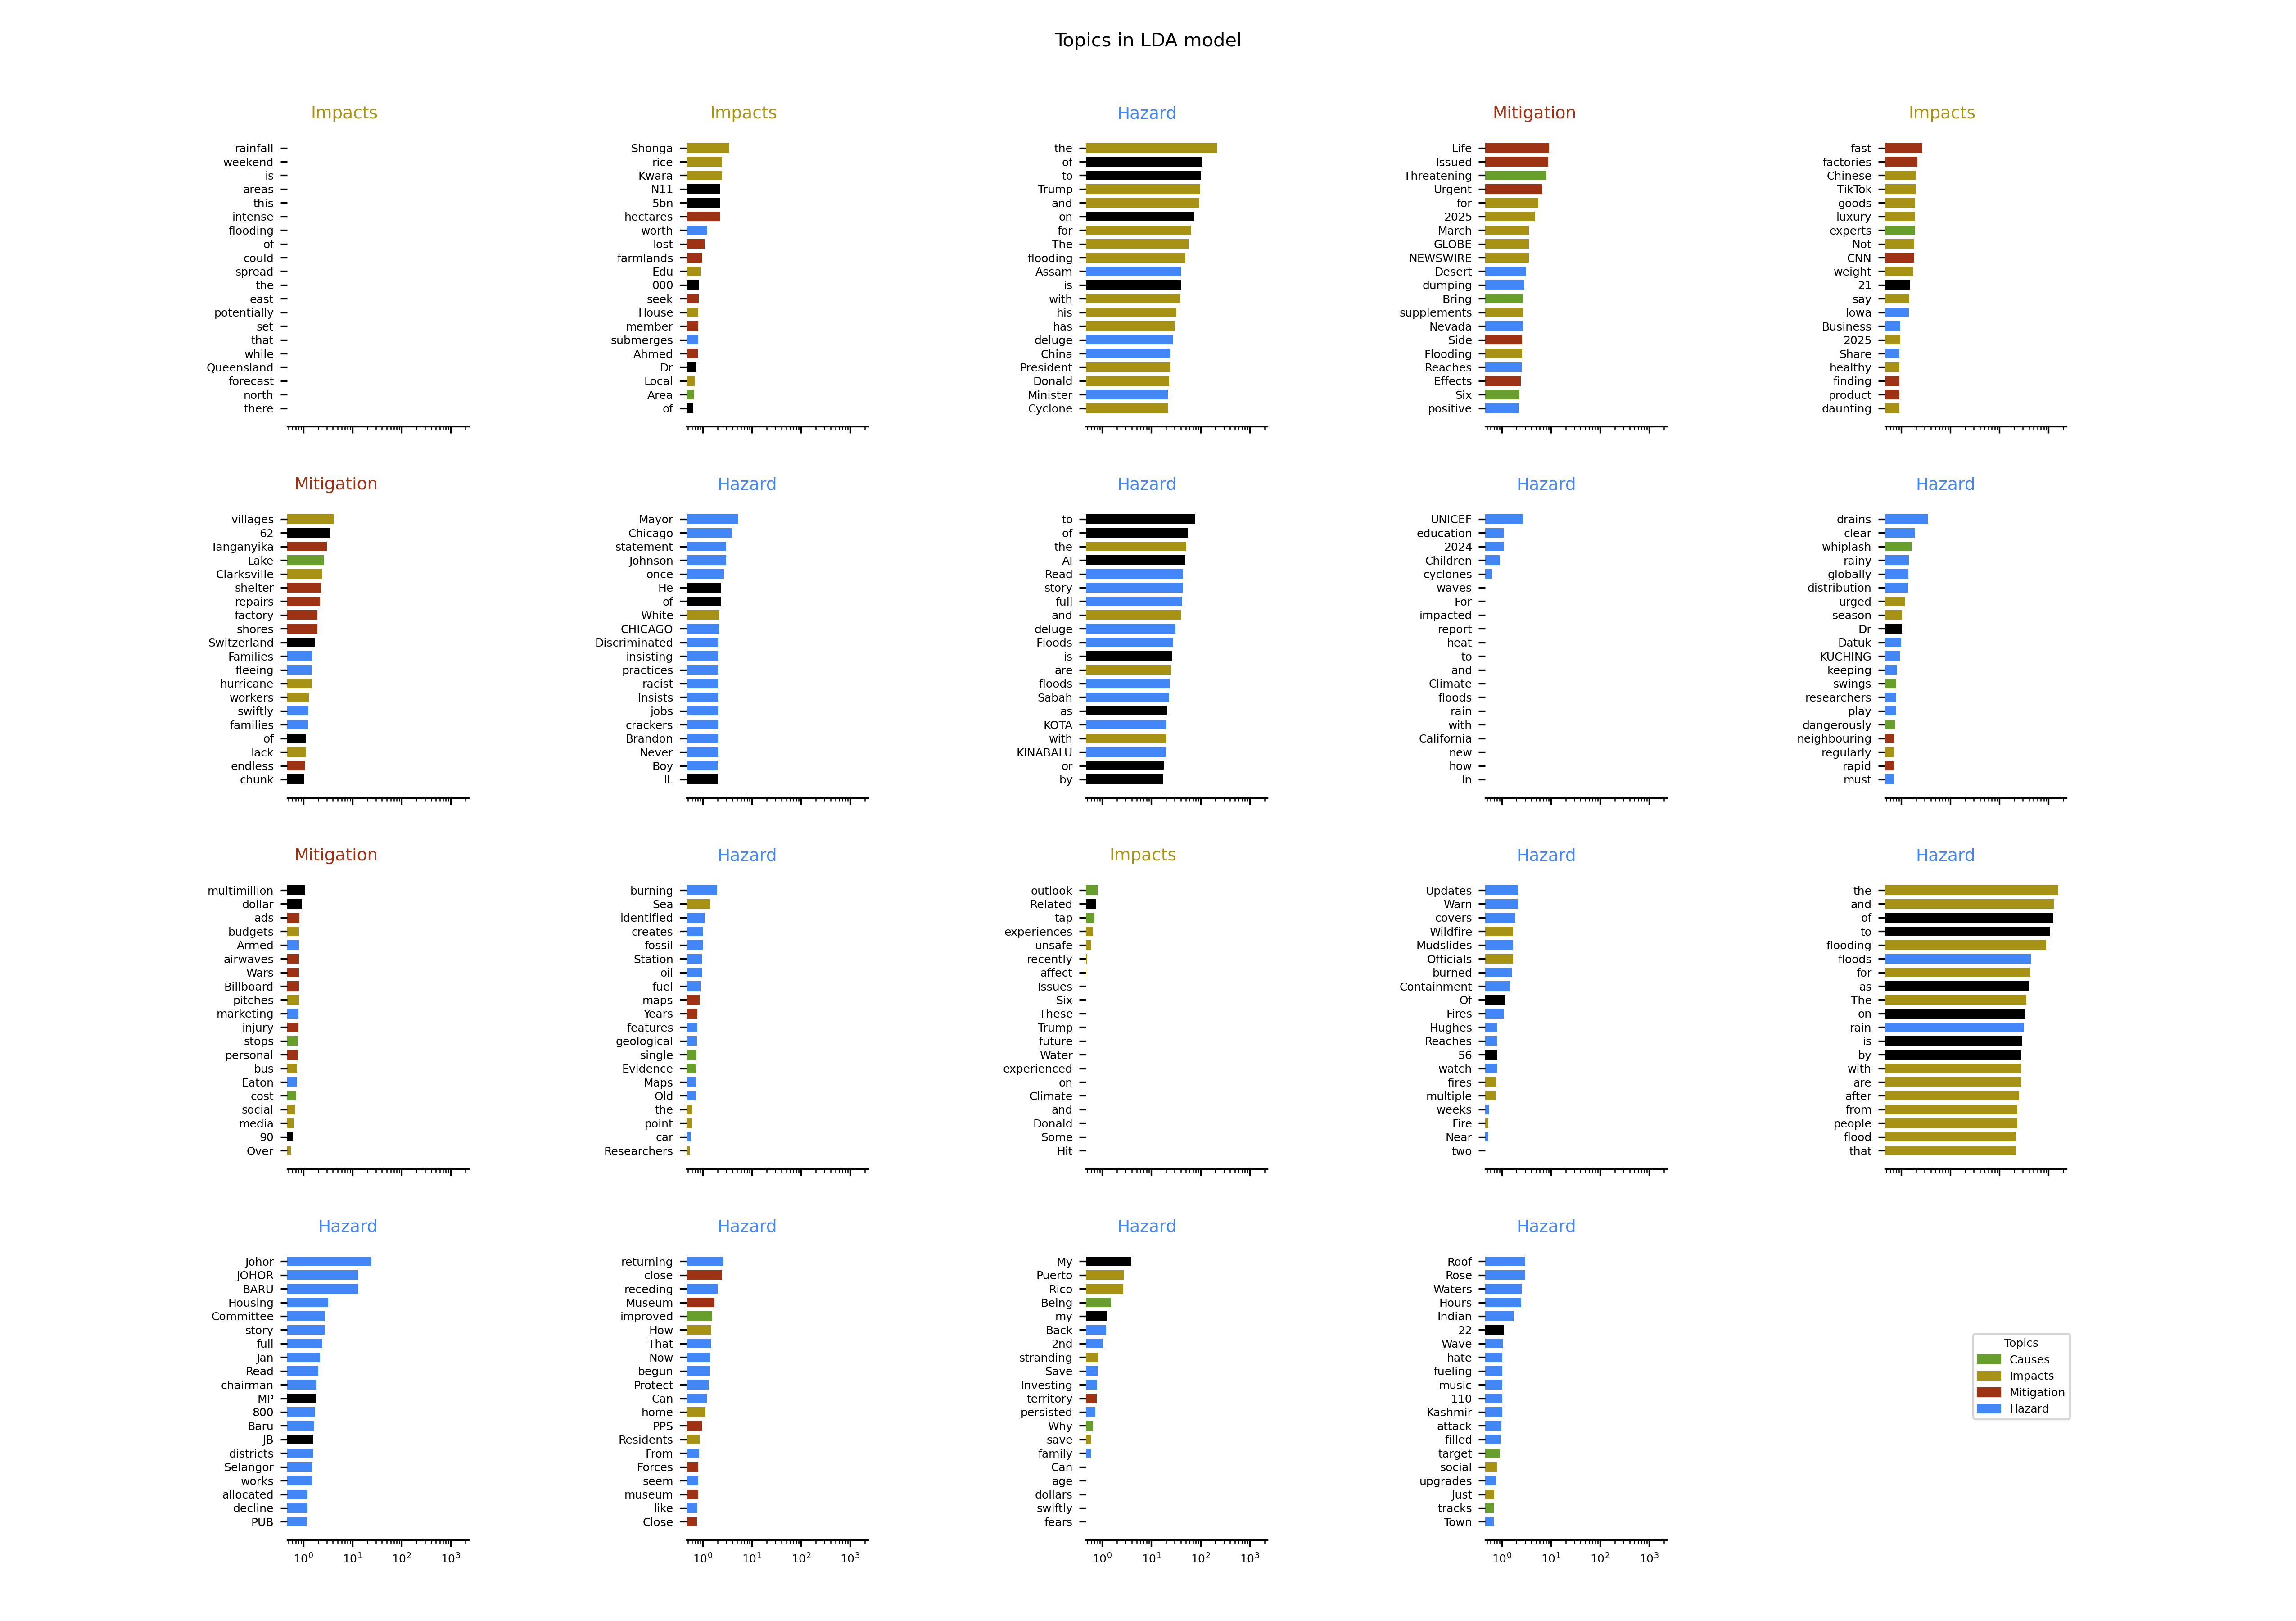 Topics in LDA model
Impacts
rainfall
weekend
is
areas
this
intense
flooding
of
could
spread
the
east
potentially
set
that
while
Queensland
forecast
north
there
Impacts
Shonga
rice
Kwara
N11
5bn
hectares
worth
lost
farmlands
Edu
000
seek
House
member
submerges
Ahmed
Dr
Local
Area
of
Hazard
the
of
to
Trump
and
on
for
The
flooding
Assam
is
with
his
has
deluge
China
President
Donald
Minister
Cyclone
Mitigation
Life
Issued
Threatening
Urgent
for
2025
March
GLOBE
NEWSWIRE
Desert
dumping
Bring
supplements
Nevada
Side
Flooding
Reaches
Effects
Six
positive
Impacts
fast
factories
Chinese
TikTok
goods
luxury
experts
Not
CNN
weight
21
say
Iowa
Business
2025
Share
healthy
finding
product
daunting
Mitigation
villages
62
Tanganyika
Lake
Clarksville
shelter
repairs
factory
shores
Switzerland
Families
fleeing
hurricane
workers
swiftly
families
of
lack
endless
chunk
Hazard
Mayor
Chicago
statement
Johnson
once
He
of
White
CHICAGO
Discriminated
insisting
practices
racist
Insists
jobs
crackers
Brandon
Never
Boy
IL
Hazard
to
of
the
AI
Read
story
full
and
deluge
Floods
is
are
floods
Sabah
as
KOTA
with
KINABALU
or
by
Hazard
UNICEF
education
2024
Children
cyclones
waves
For
impacted
report
heat
to
and
Climate
floods
rain
with
California
new
how
In
Hazard
drains
clear
whiplash
rainy
globally
distribution
urged
season
Dr
Datuk
KUCHING
keeping
swings
researchers
play
dangerously
neighbouring
regularly
rapid
must
Mitigation
multimillion
dollar
ads
budgets
Armed
airwaves
Wars
Billboard
pitches
marketing
injury
stops
personal
bus
Eaton
cost
social
media
90
Over
Hazard
burning
Sea
identified
creates
fossil
Station
oil
fuel
maps
Years
features
geological
single
Evidence
Maps
Old
the
point
car
Researchers
Impacts
outlook
Related
tap
experiences
unsafe
recently
affect
Issues
Six
These
Trump
future
Water
experienced
on
Climate
and
Donald
Some
Hit
Hazard
Updates
Warn
covers
Wildfire
Mudslides
Officials
burned
Containment
Of
Fires
Hughes
Reaches
56
watch
fires
multiple
weeks
Fire
Near
two
Hazard
the
and
of
to
flooding
floods
for
as
The
on
rain
is
by
with
are
after
from
people
flood
that
Hazard
Johor
JOHOR
BARU
Housing
Committee
story
full
Jan
Read
chairman
MP
800
Baru
JB
districts
Selangor
works
allocated
decline
PUB
10⁰ 10¹ 10² 10³
Hazard
returning
close
receding
Museum
improved
How
That
Now
begun
Protect
Can
home
PPS
Residents
From
Forces
seem
museum
like
Close
10⁰ 10¹ 10² 10³
Hazard
My
Puerto
Rico
Being
my
Back
2nd
stranding
Save
Investing
territory
persisted
Why
save
family
Can
age
dollars
swiftly
fears
10⁰ 10¹ 10² 10³
Hazard
Roof
Rose
Waters
Hours
Indian
22
Wave
hate
fueling
music
110
Kashmir
attack
filled
target
social
upgrades
Just
tracks
Town
10⁰ 10¹ 10² 10³
Topics
Causes
Impacts
Mitigation
Hazard